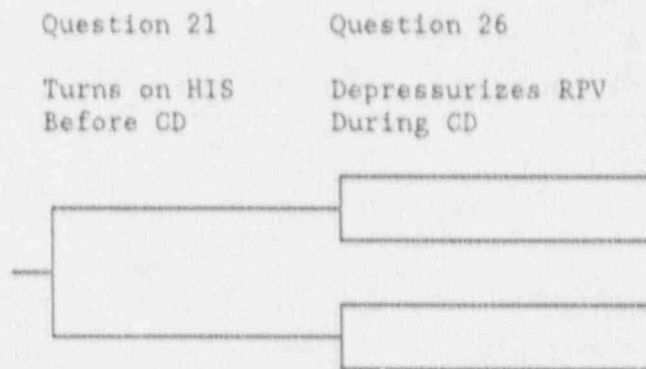 Question 21 Question 26
Turns on HIS Depressurizes RPV
Before CD During CD